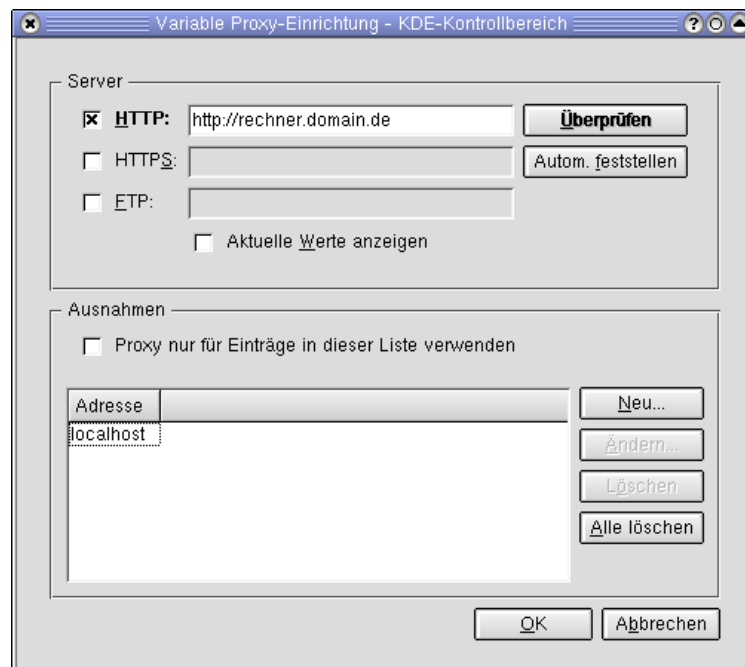 Variable Proxy-Einrichtung - KDE-Kontrollbereich
Server
HTTP: http://rechner.domain.de Überprüfen
HTTPS: Autom. feststellen
FTP:
Aktuelle Werte anzeigen
Ausnahmen
Proxy nur für Einträge in dieser Liste verwenden
Adresse
Neu...
localhost
Ändern...
Löschen
Alle löschen
OK Abbrechen